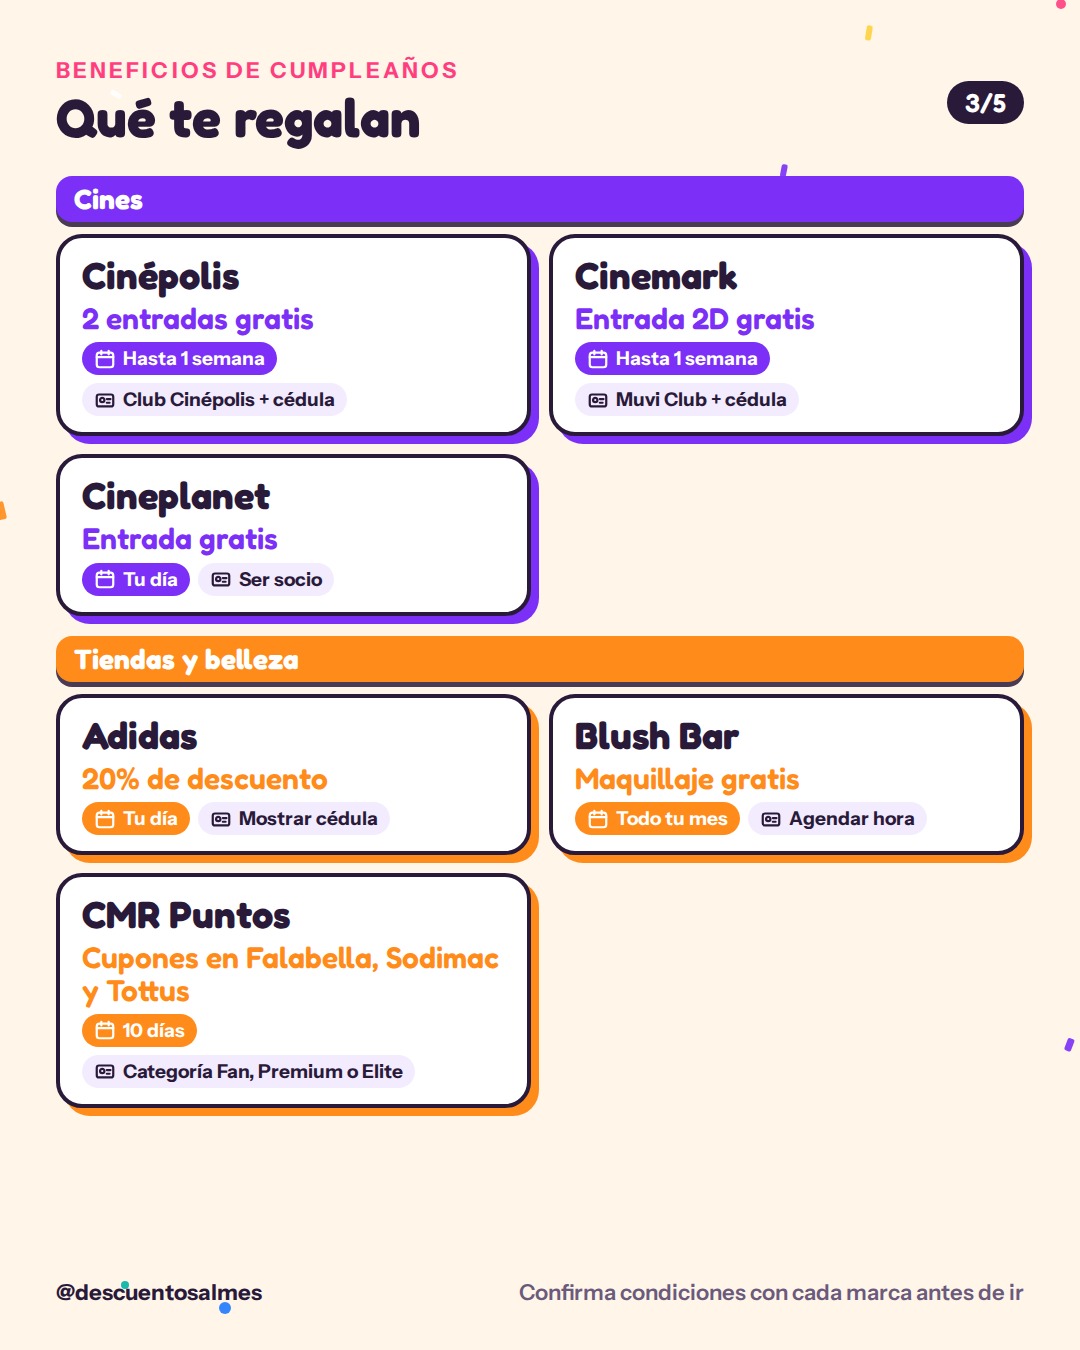 BENEFICIOS DE CUMPLEAÑOS
Qué te regalan
3/5
Cines
Cinépolis
2 entradas gratis
Hasta 1 semana
Club Cinépolis + cédula
Cinemark
Entrada 2D gratis
Hasta 1 semana
Muvi Club + cédula
Cineplanet
Entrada gratis
Tu día
Ser socio
Tiendas y belleza
Adidas
20% de descuento
Tu día
Mostrar cédula
Blush Bar
Maquillaje gratis
Todo tu mes
Agendar hora
CMR Puntos
Cupones en Falabella, Sodimac
y Tottus
10 días
Categoría Fan, Premium o Elite
@descuentosalmes
Confirma condiciones con cada marca antes de ir